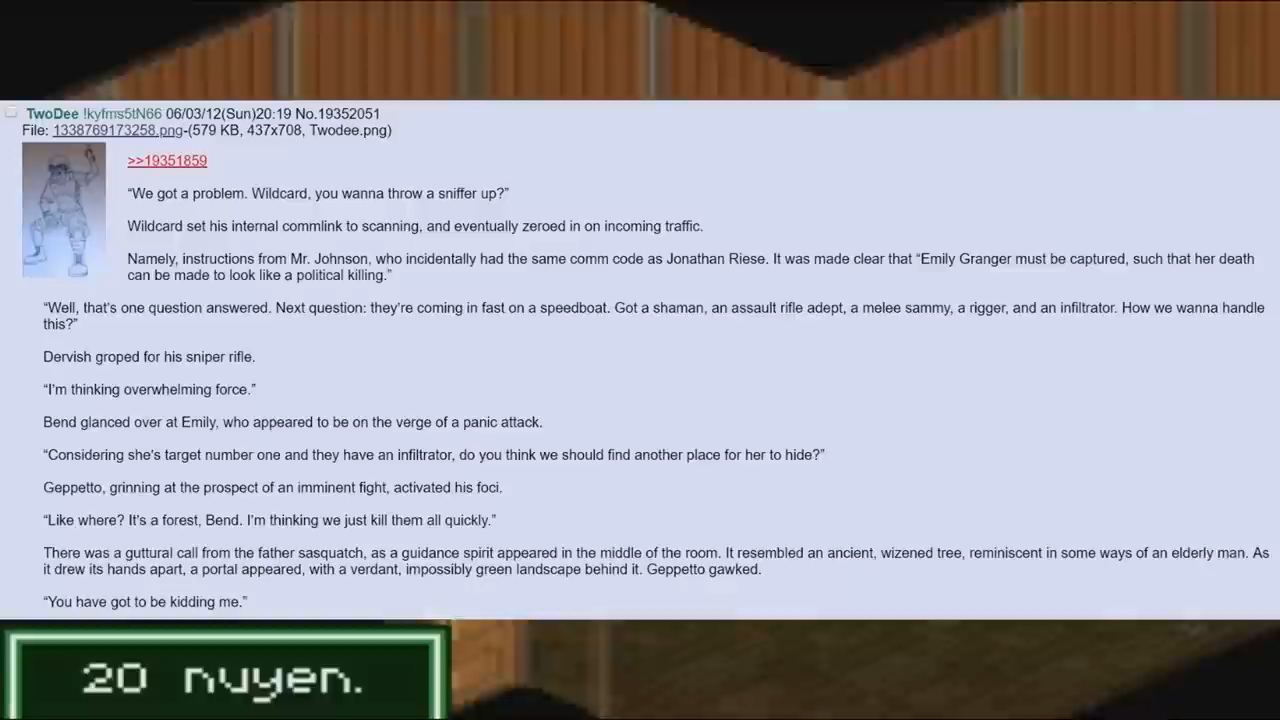 TwoDee !kyfms5tN66 06/03/12(Sun)20:19 No.19352051
File: 1338769173258.png-(579 KB, 437x708, Twodee.png)
>>19351859
“We got a problem. Wildcard, you wanna throw a sniffer up?”
Wildcard set his internal commlink to scanning, and eventually zeroed in on incoming traffic.
Namely, instructions from Mr. Johnson, who incidentally had the same comm code as Jonathan Riese. It was made clear that “Emily Granger must be captured, such that her death
can be made to look like a political killing.”
“Well, that’s one question answered. Next question: they’re coming in fast on a speedboat. Got a shaman, an assault rifle adept, a melee sammy, a rigger, and an infiltrator. How we wanna handle
this?”
Dervish groped for his sniper rifle.
“I’m thinking overwhelming force.”
Bend glanced over at Emily, who appeared to be on the verge of a panic attack.
“Considering she’s target number one and they have an infiltrator, do you think we should find another place for her to hide?”
Geppetto, grinning at the prospect of an imminent fight, activated his foci.
“Like where? It’s a forest, Bend. I’m thinking we just kill them all quickly.”
There was a guttural call from the father sasquatch, as a guidance spirit appeared in the middle of the room. It resembled an ancient, wizened tree, reminiscent in some ways of an elderly man. As
it drew its hands apart, a portal appeared, with a verdant, impossibly green landscape behind it. Geppetto gawked.
“You have got to be kidding me.”
20 nuyen.